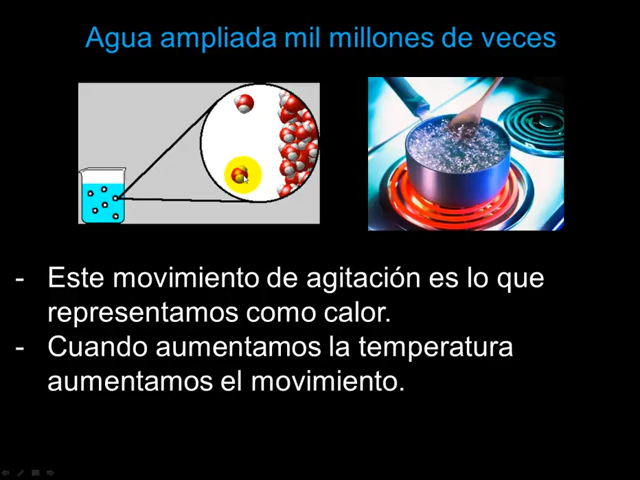 Agua ampliada mil millones de veces
- Este movimiento de agitación es lo que
representamos como calor.
- Cuando aumentamos la temperatura
aumentamos el movimiento.